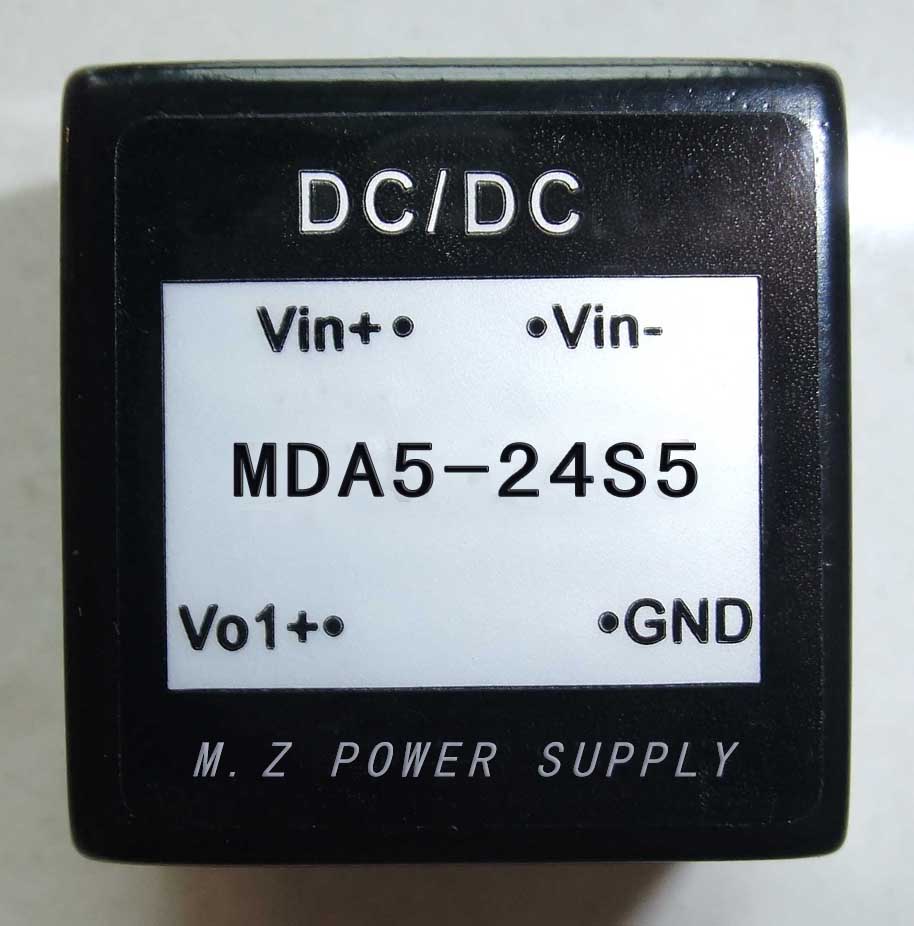 DC/DC
Vin+• •Vin-
MDA5-24S5
Vo1+• •GND
M.Z POWER SUPPLY